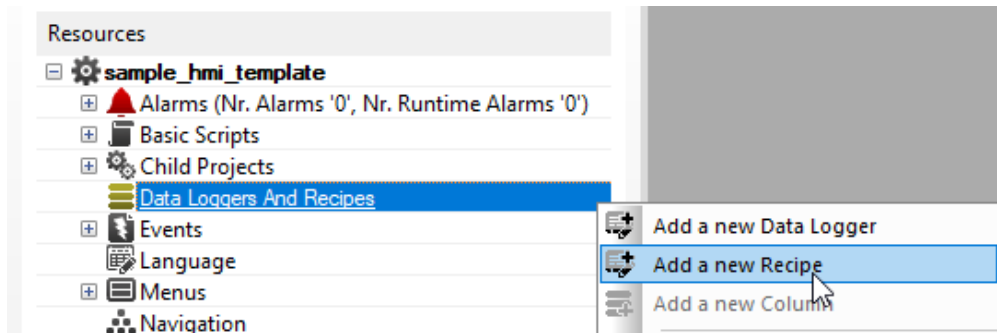 Resources
sample_hmi_template
Alarms (Nr. Alarms '0', Nr. Runtime Alarms '0')
Basic Scripts
Child Projects
Data Loggers And Recipes
Events
Language
Menus
Navigation
Add a new Data Logger
Add a new Recipe
Add a new Column